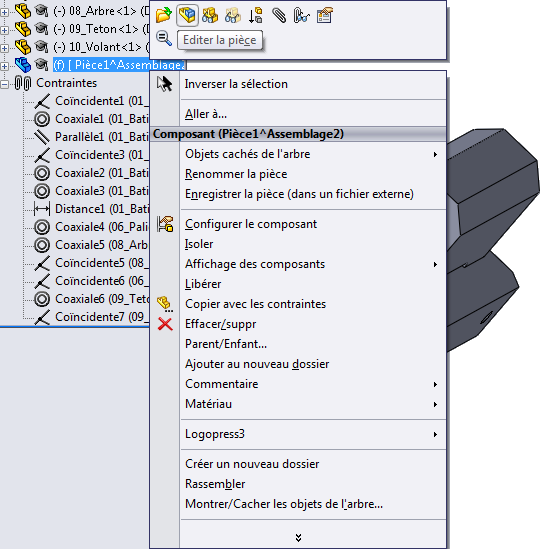 (-) 08_Arbre<1> (D
(-) 09_Teton<1> (D
(-) 10_Volant<1> (D
(f) [ Pièce1^Assemblage
Contraintes
Coïncidente1 (01_
Coaxiale1 (01_Bati
Parallèle1 (01_Bati
Coïncidente3 (01_
Coaxiale2 (01_Bati
Coaxiale3 (01_Bati
Distance1 (01_Bati
Coaxiale4 (06_Pali
Coaxiale5 (08_Arb
Coïncidente5 (08_
Coïncidente6 (06_
Coaxiale6 (09_Teto
Coïncidente7 (09_
Editer la pièce
Inverser la sélection
Aller à...
Composant (Pièce1^Assemblage2)
Objets cachés de l'arbre
Renommer la pièce
Enregistrer la pièce (dans un fichier externe)
Configurer le composant
Isoler
Affichage des composants
Libérer
Copier avec les contraintes
Effacer/suppr
Parent/Enfant...
Ajouter au nouveau dossier
Commentaire
Matériau
Logopress3
Créer un nouveau dossier
Rassembler
Montrer/Cacher les objets de l'arbre...